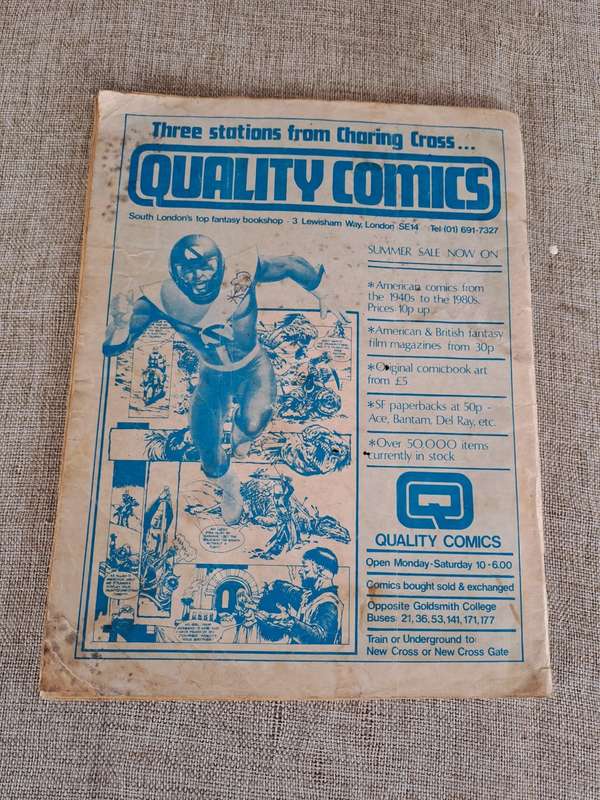 Three stations from Charing Cross...
QUALITY COMICS
South London's top fantasy bookshop - 3 Lewisham Way, London SE14 Tel (01) 691-7327
SUMMER SALE NOW ON
*American comics from
the 1940s to the 1980s.
Prices 10p up
*American & British fantasy
film magazines from 30p
*Original comicbook art
from £5
*SF paperbacks at 50p -
Ace, Bantam, Del Ray, etc.
*Over 50.000 items
currently in stock
Q
QUALITY COMICS
Open Monday-Saturday 10-6.00
Comics bought sold & exchanged
Opposite Goldsmith College
Buses: 21, 36, 53, 141, 171, 177
Train or Underground to
New Cross or New Cross Gate